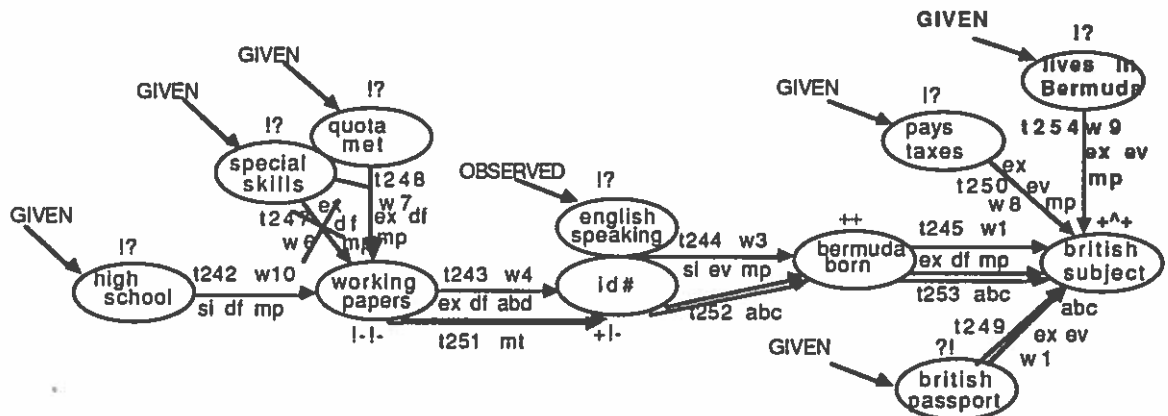 GIVEN
!?
lives in
Bermuda
t254 w 9
ex ev
mp
GIVEN
!?
pays
taxes
ex
t250 ev
w8 mp
GIVEN
!?
quota
met
t248
w7
ex df
mp
GIVEN
!?
special
skills
t247 ex
w6 df
mp
OBSERVED
!?
english
speaking
t244 w3
si ev mp
GIVEN
!?
high
school
t242 w10
si df mp
working
papers
!-!-
t243 w4
ex df abd
t251 mt
id#
+!-
t252 abc
++
bermuda
born
t245 w1
ex df mp
t253 abc
+^+
british
subject
abc
t249
ex ev
w1
GIVEN
?!
british
passport